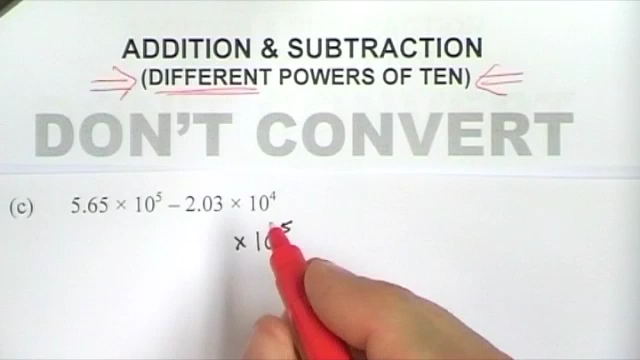 ADDITION & SUBTRACTION
(DIFFERENT POWERS OF TEN)
DON'T CONVERT
(c) 5.65 × 10⁵ – 2.03 × 10⁴
× 10⁵